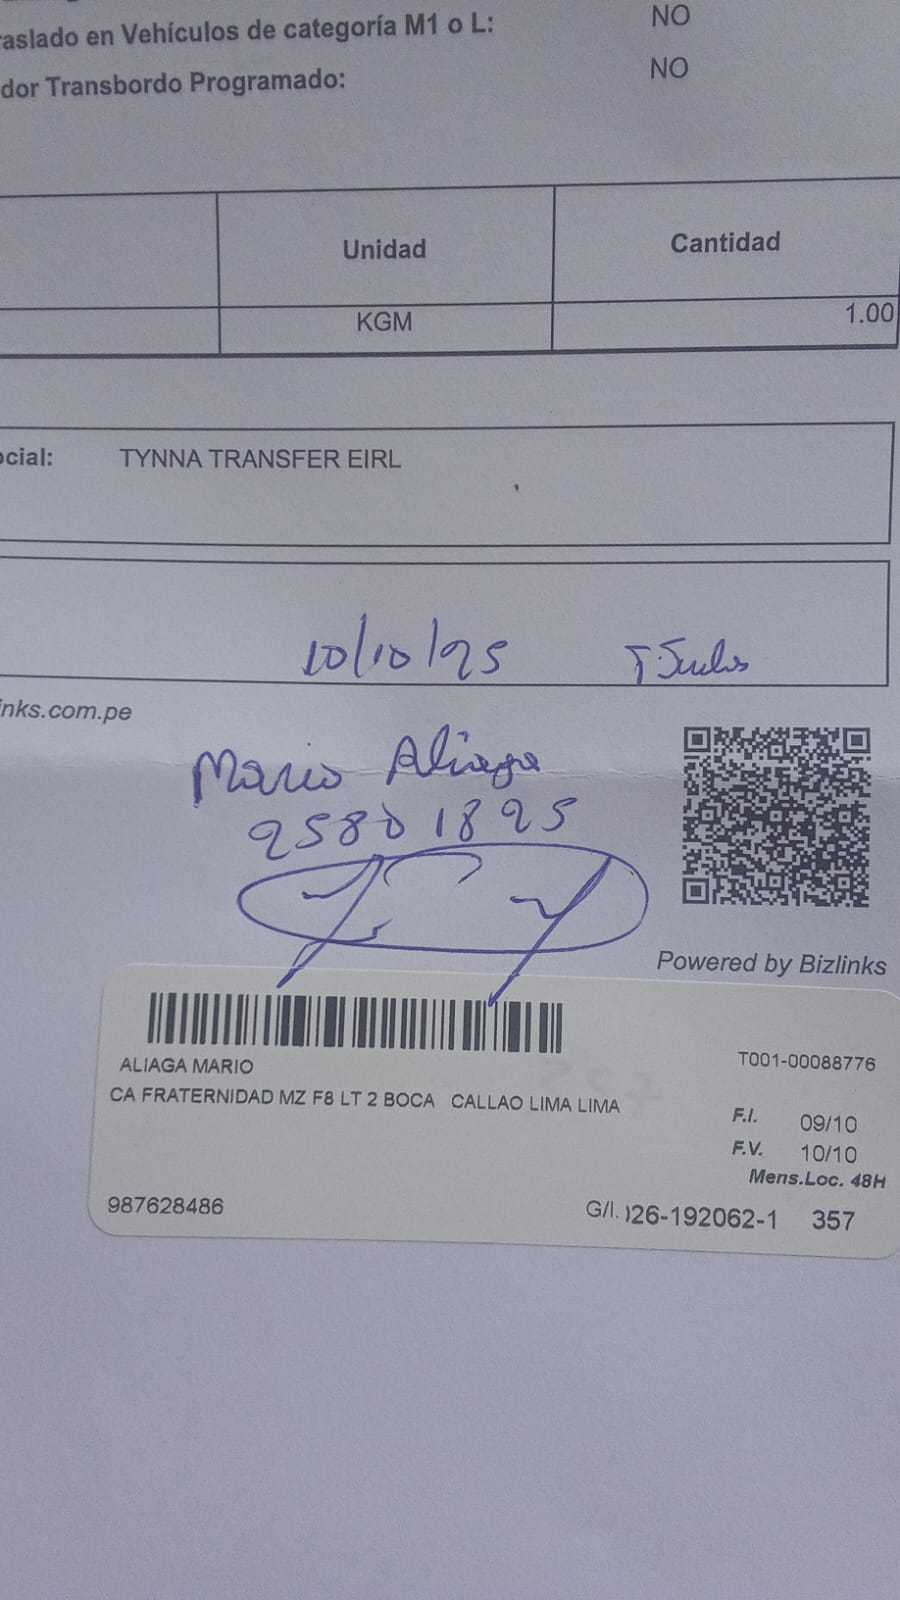 raslado en Vehículos de categoría M1 o L: NO
dor Transbordo Programado: NO
Unidad Cantidad
KGM 1.00
ocial: TYNNA TRANSFER EIRL
10/10/25
inks.com.pe
Mario Aliaga
25801825
Powered by Bizlinks
ALIAGA MARIO T001-00088776
CA FRATERNIDAD MZ F8 LT 2 BOCA CALLAO LIMA LIMA
F.I. 09/10
F.V. 10/10
Mens.Loc. 48H
987628486 G/I. 026-192062-1 357